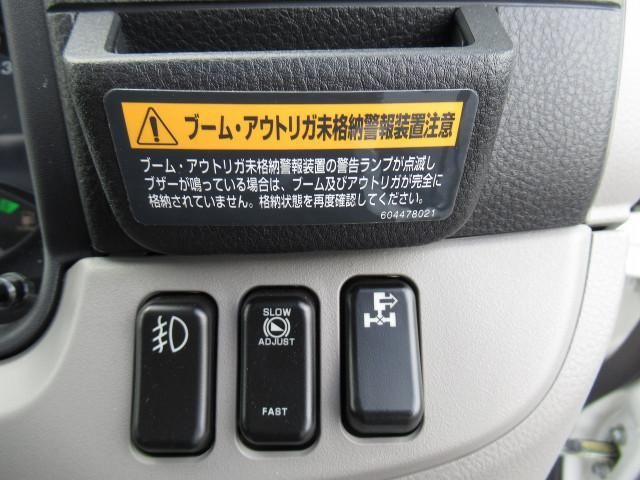 ブーム・アウトリガ未格納警報装置注意
ブーム・アウトリガ未格納警報装置の警告ランプが点滅し
ブザーが鳴っている場合は、ブーム及びアウトリガが完全に
格納されていません。格納状態を再度確認してください。
604478021
SLOW
ADJUST
FAST